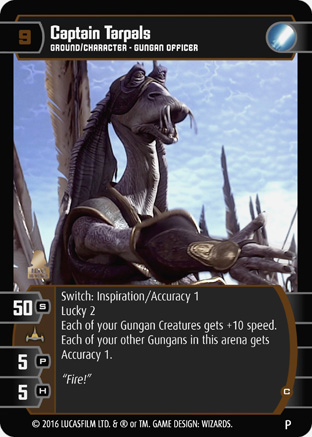 9
Captain Tarpals
GROUND/CHARACTER - GUNGAN OFFICER
50 S
Switch: Inspiration/Accuracy 1
Lucky 2
Each of your Gungan Creatures gets +10 speed.
Each of your other Gungans in this arena gets
Accuracy 1.
5 P
5 H
"Fire!"
C
© 2016 LUCASFILM LTD. & ® or TM. GAME DESIGN: WIZARDS.
P